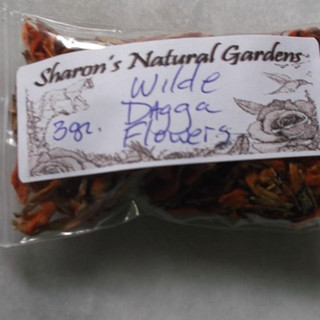 Sharon's Natural Gardens
Wilde
Dagga
3gr. Flowers